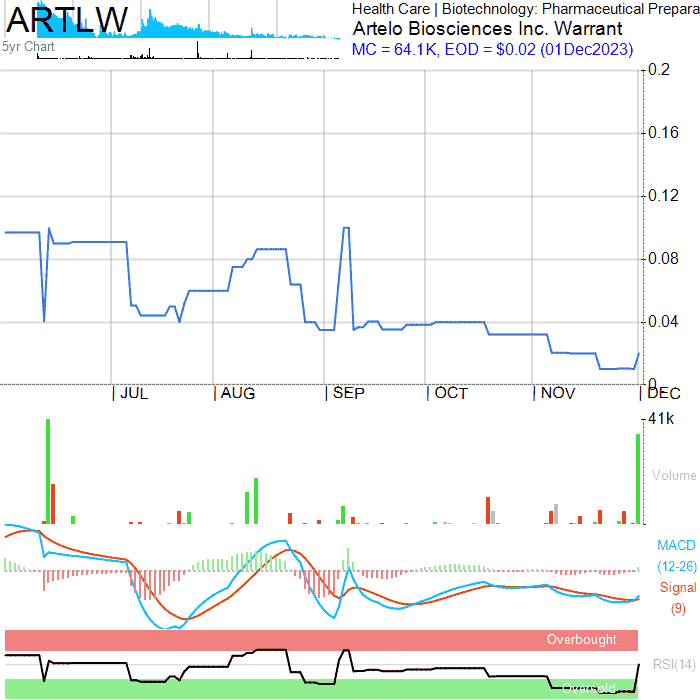 ARTLW
Health Care | Biotechnology: Pharmaceutical Prepara
Artelo Biosciences Inc. Warrant
MC = 64.1K, EOD = $0.02 (01Dec2023)
5yr Chart
0.2
0.16
0.12
0.08
0.04
0
JUL
AUG
SEP
OCT
NOV
DEC
41k
Volume
MACD
(12-26)
Signal
(9)
Overbought
RSI(14)
Oversold